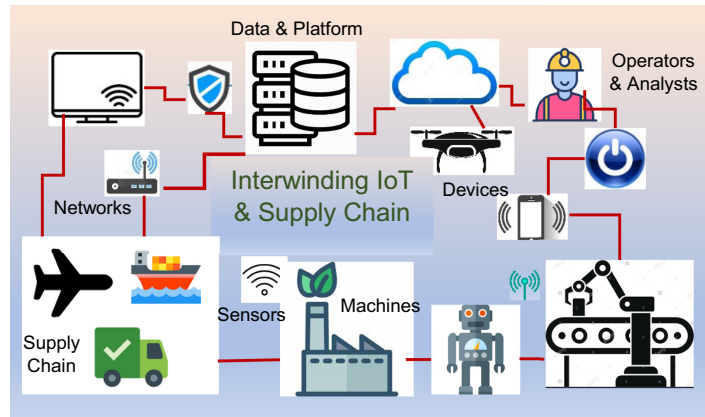 Data & Platform
Operators
& Analysts
Interwinding IoT
& Supply Chain
Networks
Devices
Sensors
Machines
Supply
Chain